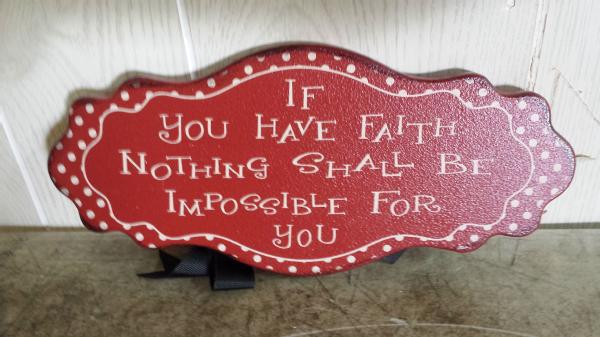 If
You Have Faith
Nothing Shall Be
Impossible For
You